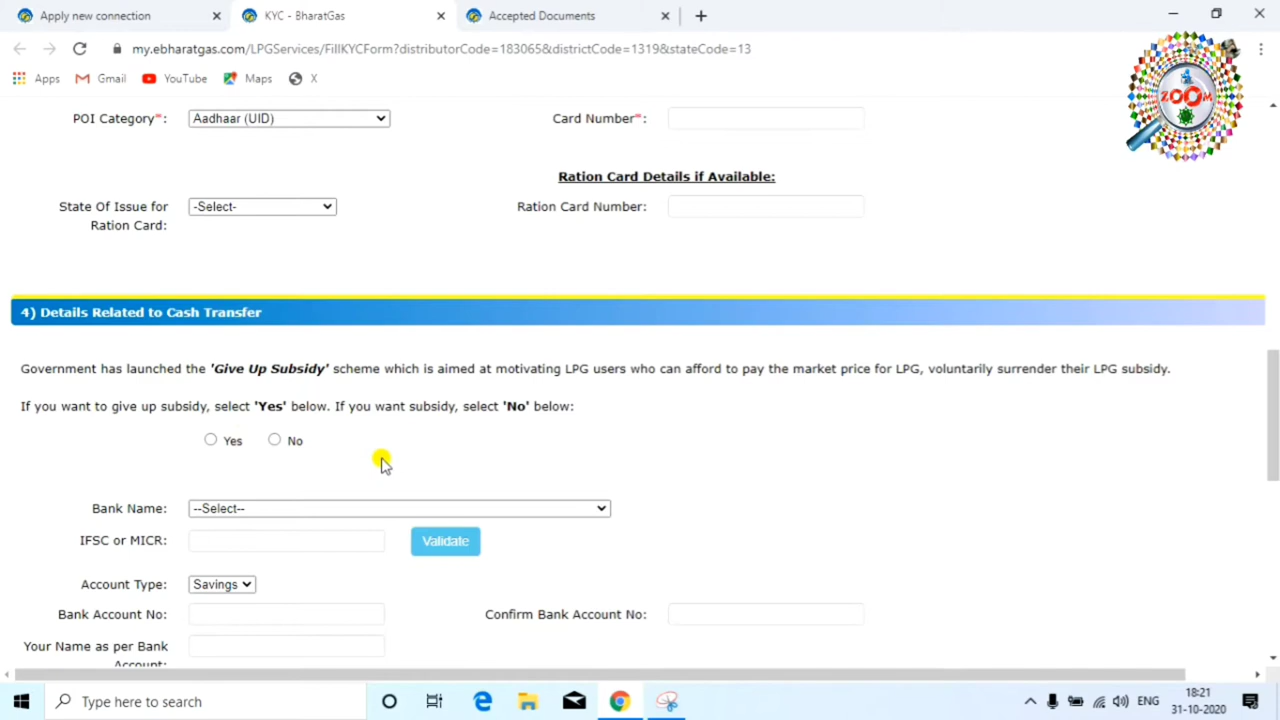 Apply new connection
KYC - BharatGas
Accepted Documents
my.ebharatgas.com/LPGServices/FillKYCForm?distributorCode=183065&districtCode=1319&stateCode=13
Apps Gmail YouTube Maps X
ZOOM
POI Category*: Aadhaar (UID) Card Number*:
Ration Card Details if Available:
State Of Issue for -Select- Ration Card Number:
Ration Card:
4) Details Related to Cash Transfer
Government has launched the 'Give Up Subsidy' scheme which is aimed at motivating LPG users who can afford to pay the market price for LPG, voluntarily surrender their LPG subsidy.
If you want to give up subsidy, select 'Yes' below. If you want subsidy, select 'No' below:
Yes No
Bank Name: --Select--
IFSC or MICR: Validate
Account Type: Savings
Bank Account No: Confirm Bank Account No:
Your Name as per Bank
Account:
Type here to search
ENG
18:21
31-10-2020